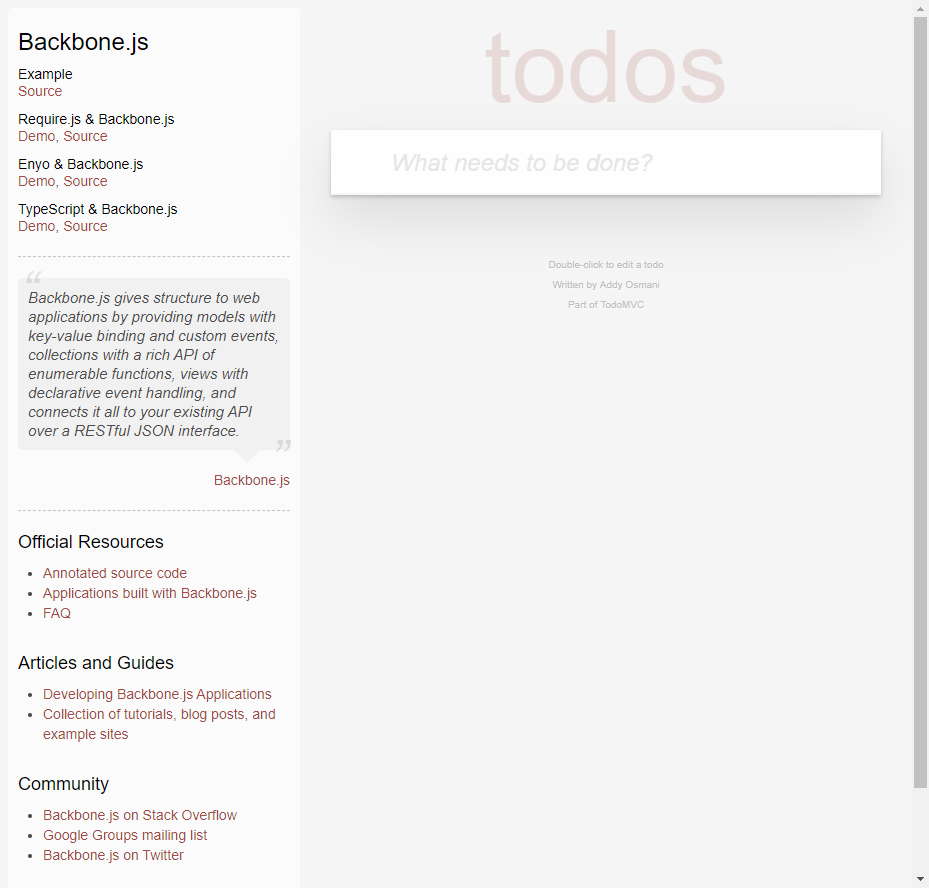 Backbone.js
Example
Source
Require.js & Backbone.js
Demo, Source
Enyo & Backbone.js
Demo, Source
TypeScript & Backbone.js
Demo, Source
“
Backbone.js gives structure to web
applications by providing models with
key-value binding and custom events,
collections with a rich API of
enumerable functions, views with
declarative event handling, and
connects it all to your existing API
over a RESTful JSON interface.
”
Backbone.js
Official Resources
• Annotated source code
• Applications built with Backbone.js
• FAQ
Articles and Guides
• Developing Backbone.js Applications
• Collection of tutorials, blog posts, and
example sites
Community
• Backbone.js on Stack Overflow
• Google Groups mailing list
• Backbone.js on Twitter
todos
What needs to be done?
Double-click to edit a todo
Written by Addy Osmani
Part of TodoMVC